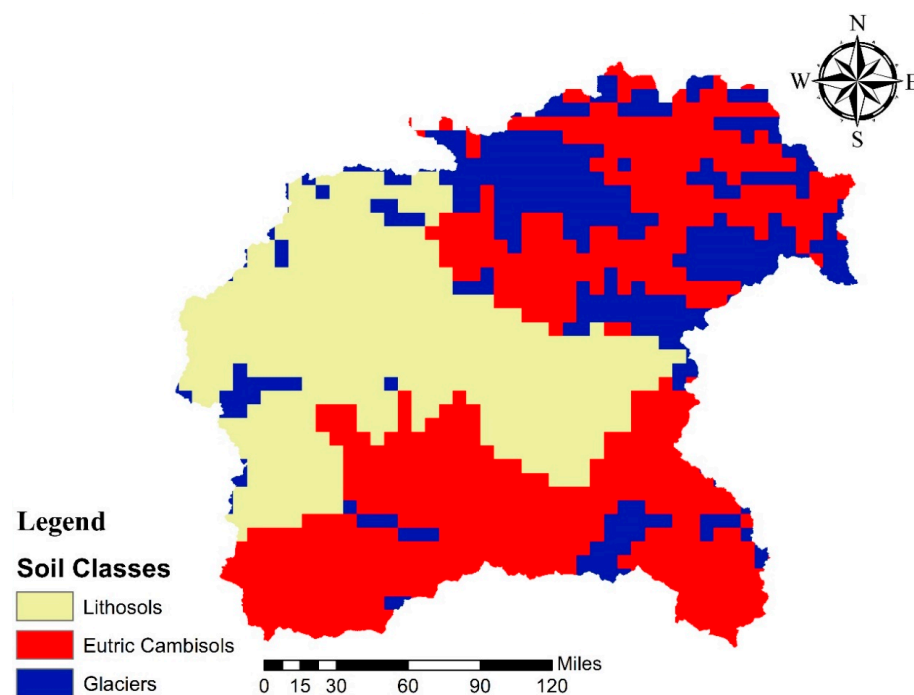 N
W E
S
Legend
Soil Classes
Lithosols
Eutric Cambisols
Glaciers
Miles
0 15 30 60 90 120